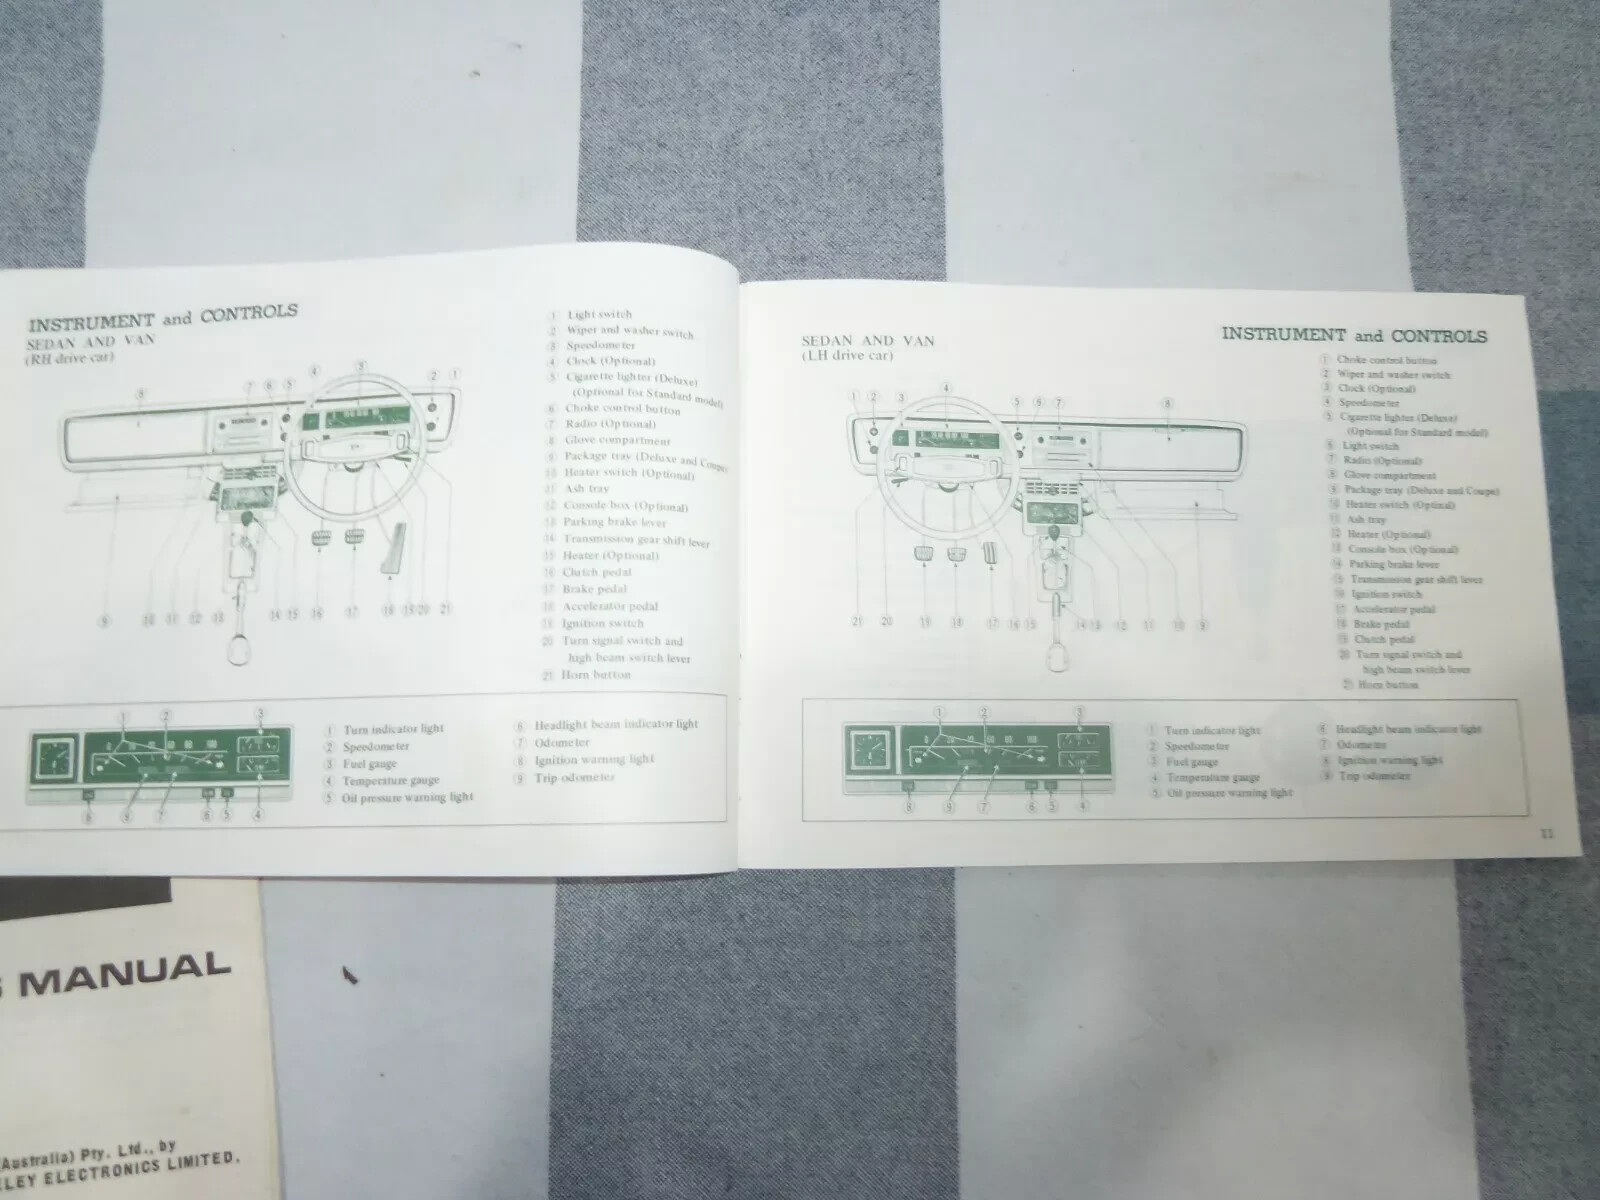 INSTRUMENT and CONTROLS
SEDAN AND VAN
(RH drive car)
1 Light switch
2 Wiper and washer switch
3 Speedometer
4 Clock (Optional)
5 Cigarette lighter (Deluxe)
(Optional for Standard model)
6 Choke control button
7 Radio (Optional)
8 Glove compartment
9 Package tray (Deluxe and Coupe)
10 Heater switch (Optional)
11 Ash tray
12 Console box (Optional)
13 Parking brake lever
14 Transmission gear shift lever
15 Heater (Optional)
16 Clutch pedal
17 Brake pedal
18 Accelerator pedal
19 Ignition switch
20 Turn signal switch and
high beam switch lever
21 Horn button
1 Turn indicator light
2 Speedometer
3 Fuel gauge
4 Temperature gauge
5 Oil pressure warning light
6 Headlight beam indicator light
7 Odometer
8 Ignition warning light
9 Trip odometer
INSTRUMENT and CONTROLS
SEDAN AND VAN
(LH drive car)
1 Choke control button
2 Wiper and washer switch
3 Clock (Optional)
4 Speedometer
5 Cigarette lighter (Deluxe)
(Optional for Standard model)
6 Light switch
7 Radio (Optional)
8 Glove compartment
9 Package tray (Deluxe and Coupe)
10 Heater switch (Optinal)
11 Ash tray
12 Heater (Optional)
13 Console box (Optional)
14 Parking brake lever
15 Transmission gear shift lever
16 Ignition switch
17 Accelerator pedal
18 Brake pedal
19 Clutch pedal
20 Turn signal switch and
high beam switch lever
21 Horn button
1 Turn indicator light
2 Speedometer
3 Fuel gauge
4 Temperature gauge
5 Oil pressure warning light
6 Headlight beam indicator light
7 Odometer
8 Ignition warning light
9 Trip odometer
11
MANUAL
(Australia) Pty. Ltd., by
LEY ELECTRONICS LIMITED.